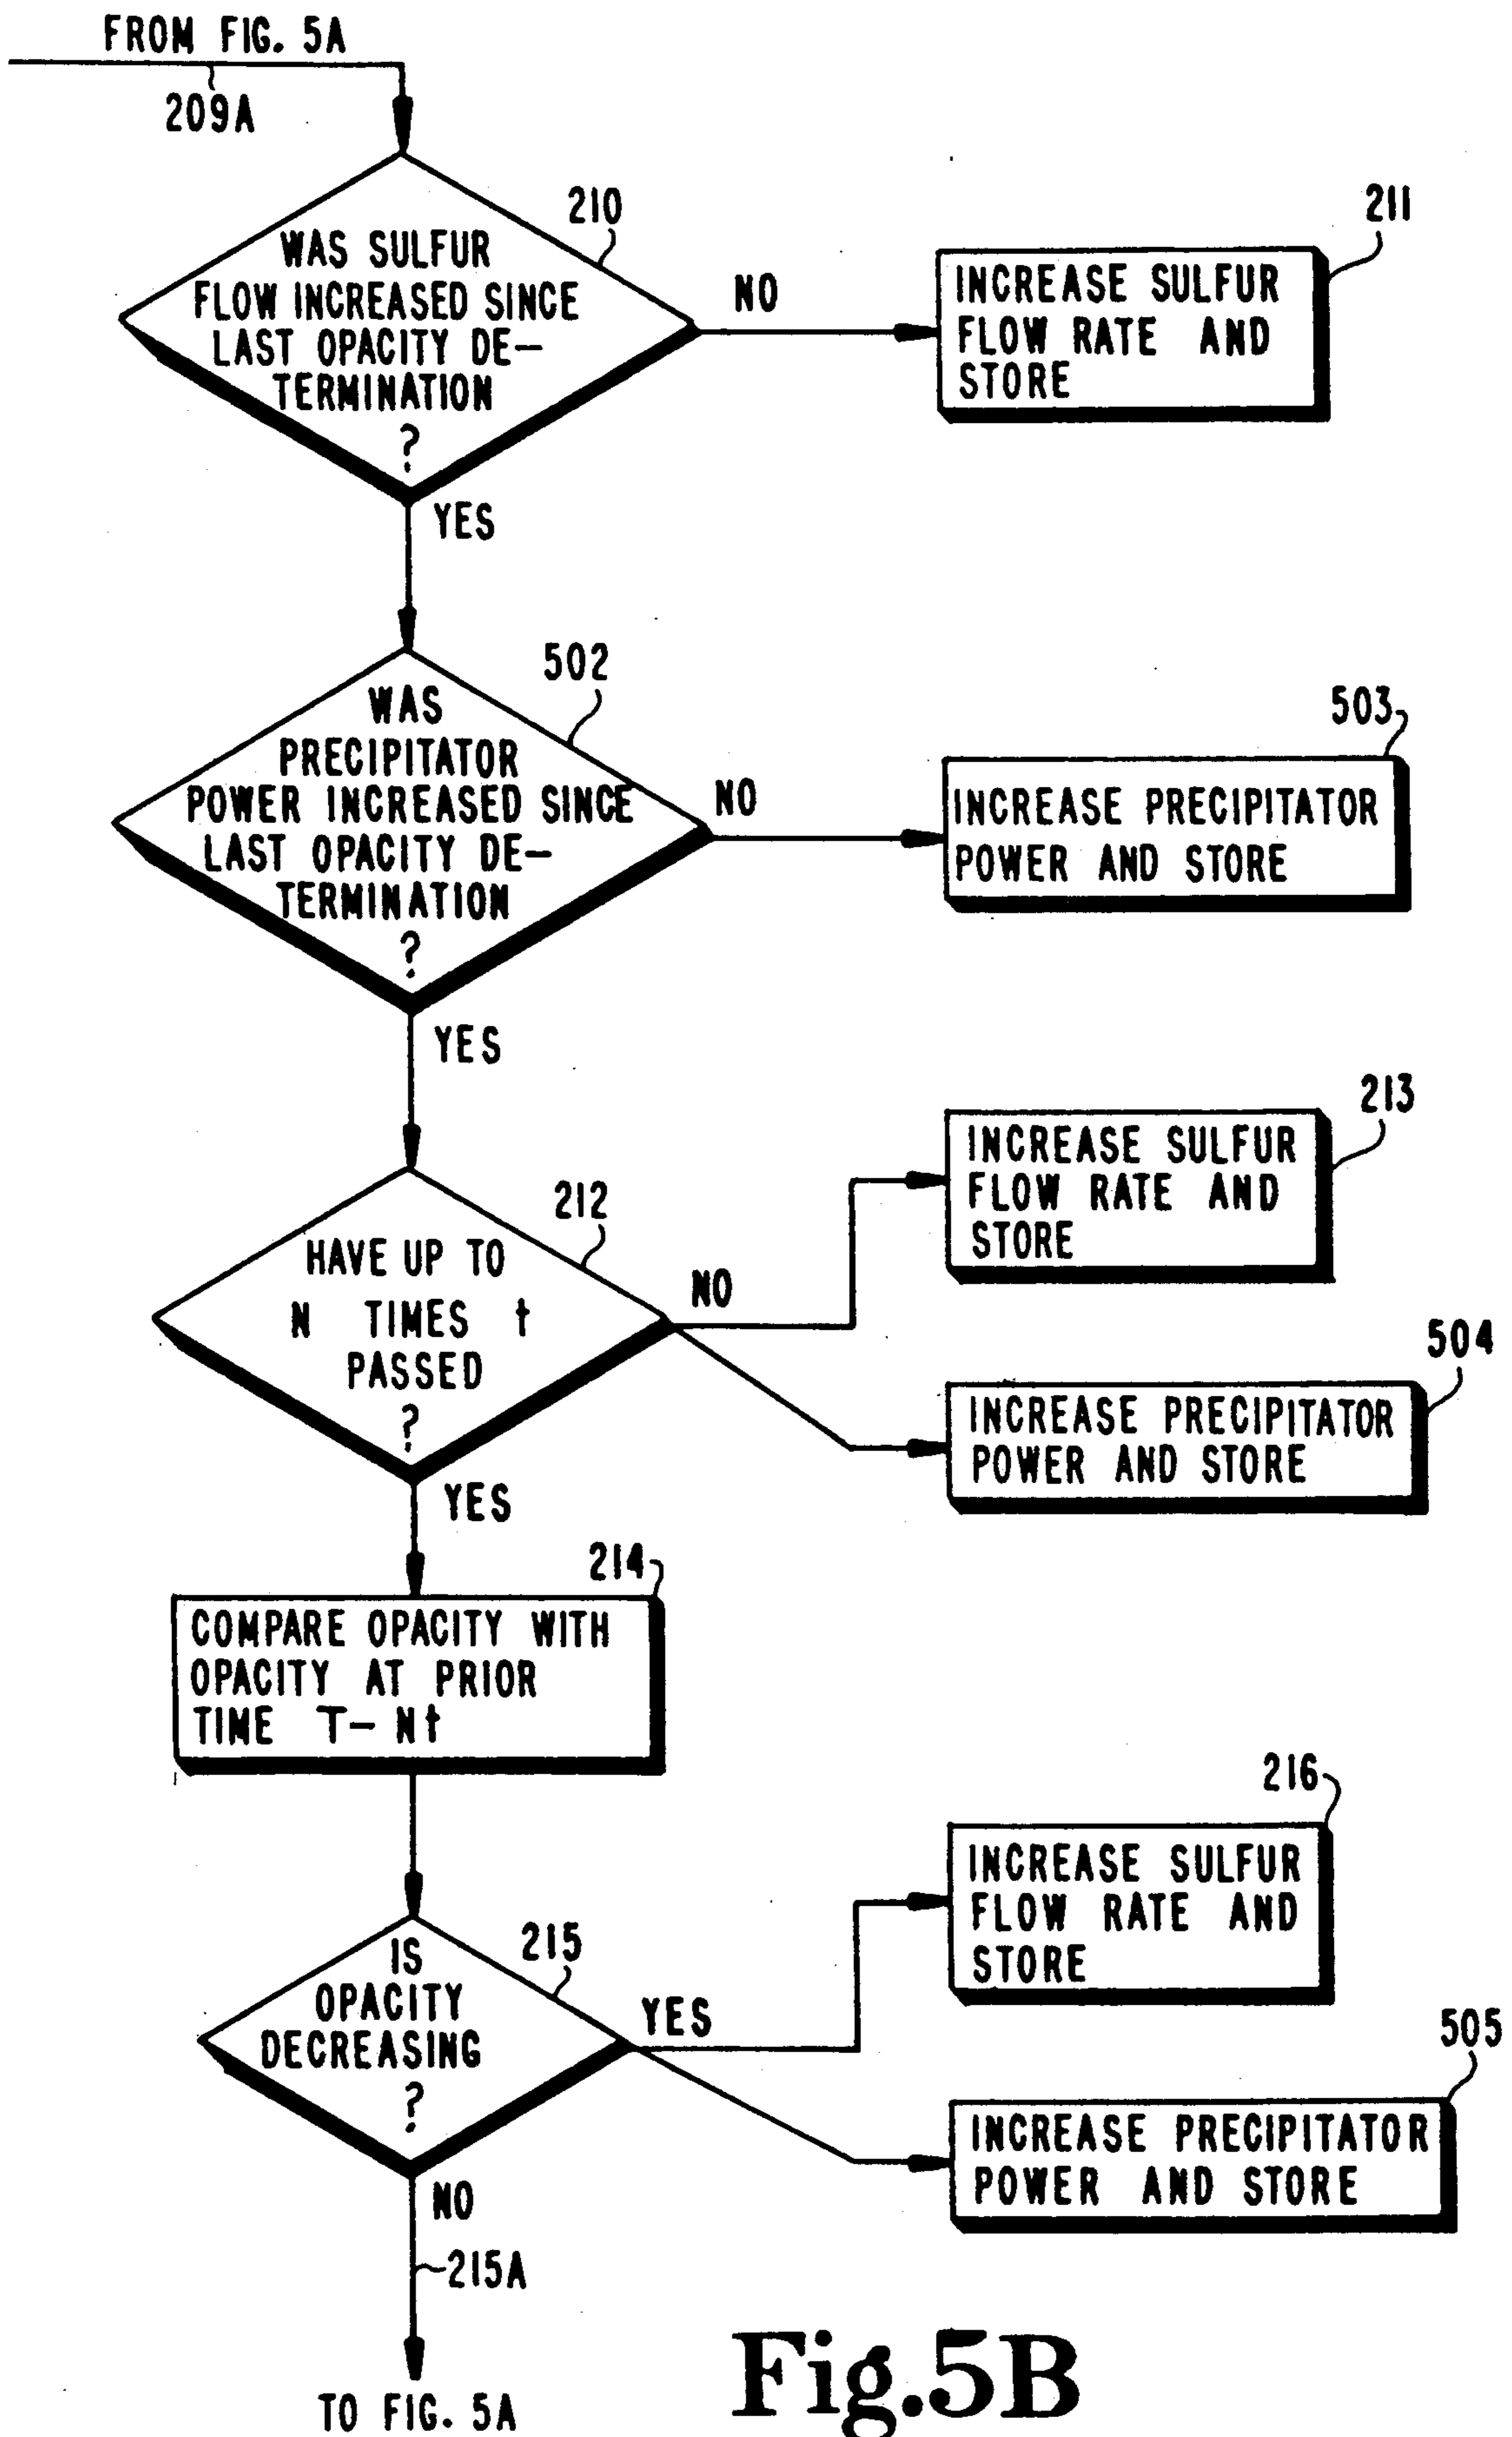 FROM FIG. 5A
209A
210
WAS SULFUR
FLOW INCREASED SINCE
LAST OPACITY DE-
TERMINATION
?
NO
211
INCREASE SULFUR
FLOW RATE AND
STORE
YES
502
WAS
PRECIPITATOR
POWER INCREASED SINCE
LAST OPACITY DE-
TERMINATION
?
NO
503
INCREASE PRECIPITATOR
POWER AND STORE
YES
212
HAVE UP TO
N TIMES t
PASSED
?
NO
213
INCREASE SULFUR
FLOW RATE AND
STORE
504
INCREASE PRECIPITATOR
POWER AND STORE
YES
214
COMPARE OPACITY WITH
OPACITY AT PRIOR
TIME T- Nt
215
IS
OPACITY
DECREASING
?
YES
216
INCREASE SULFUR
FLOW RATE AND
STORE
505
INCREASE PRECIPITATOR
POWER AND STORE
NO
215A
TO FIG. 5A
Fig.5B